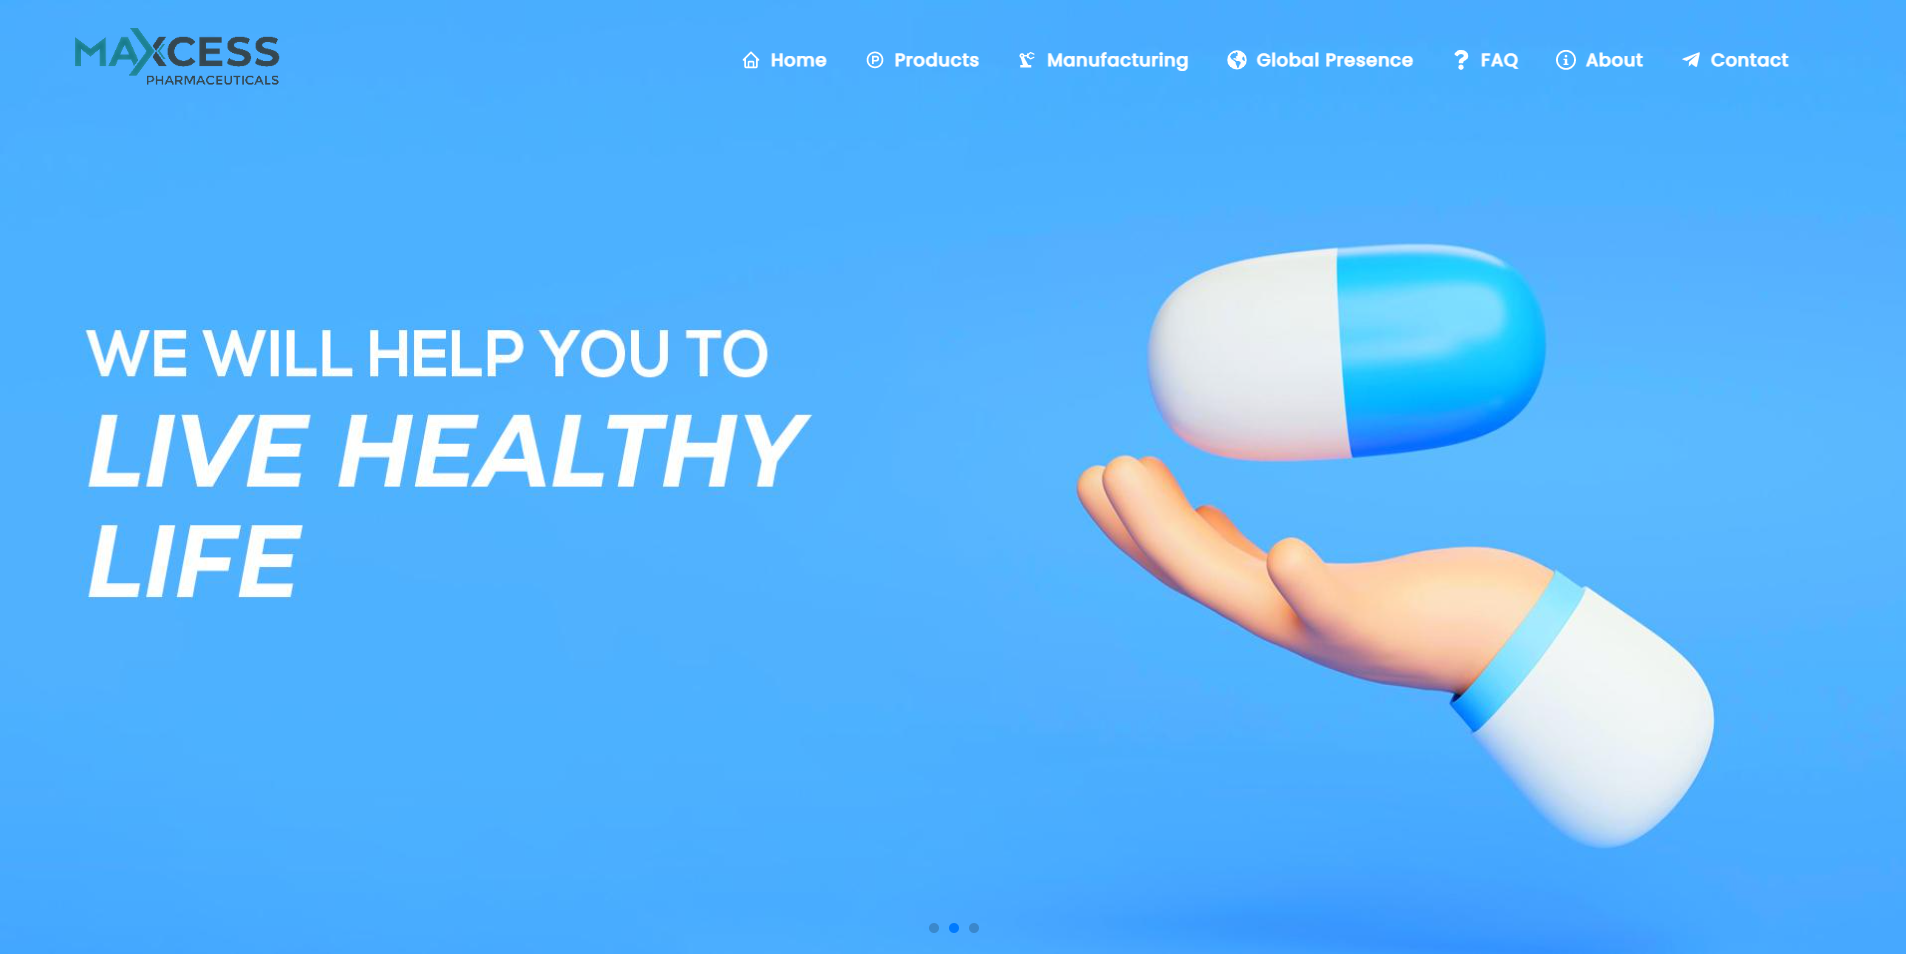 MAXCESS
PHARMACEUTICALS
Home Products Manufacturing Global Presence FAQ About Contact
WE WILL HELP YOU TO
LIVE HEALTHY
LIFE